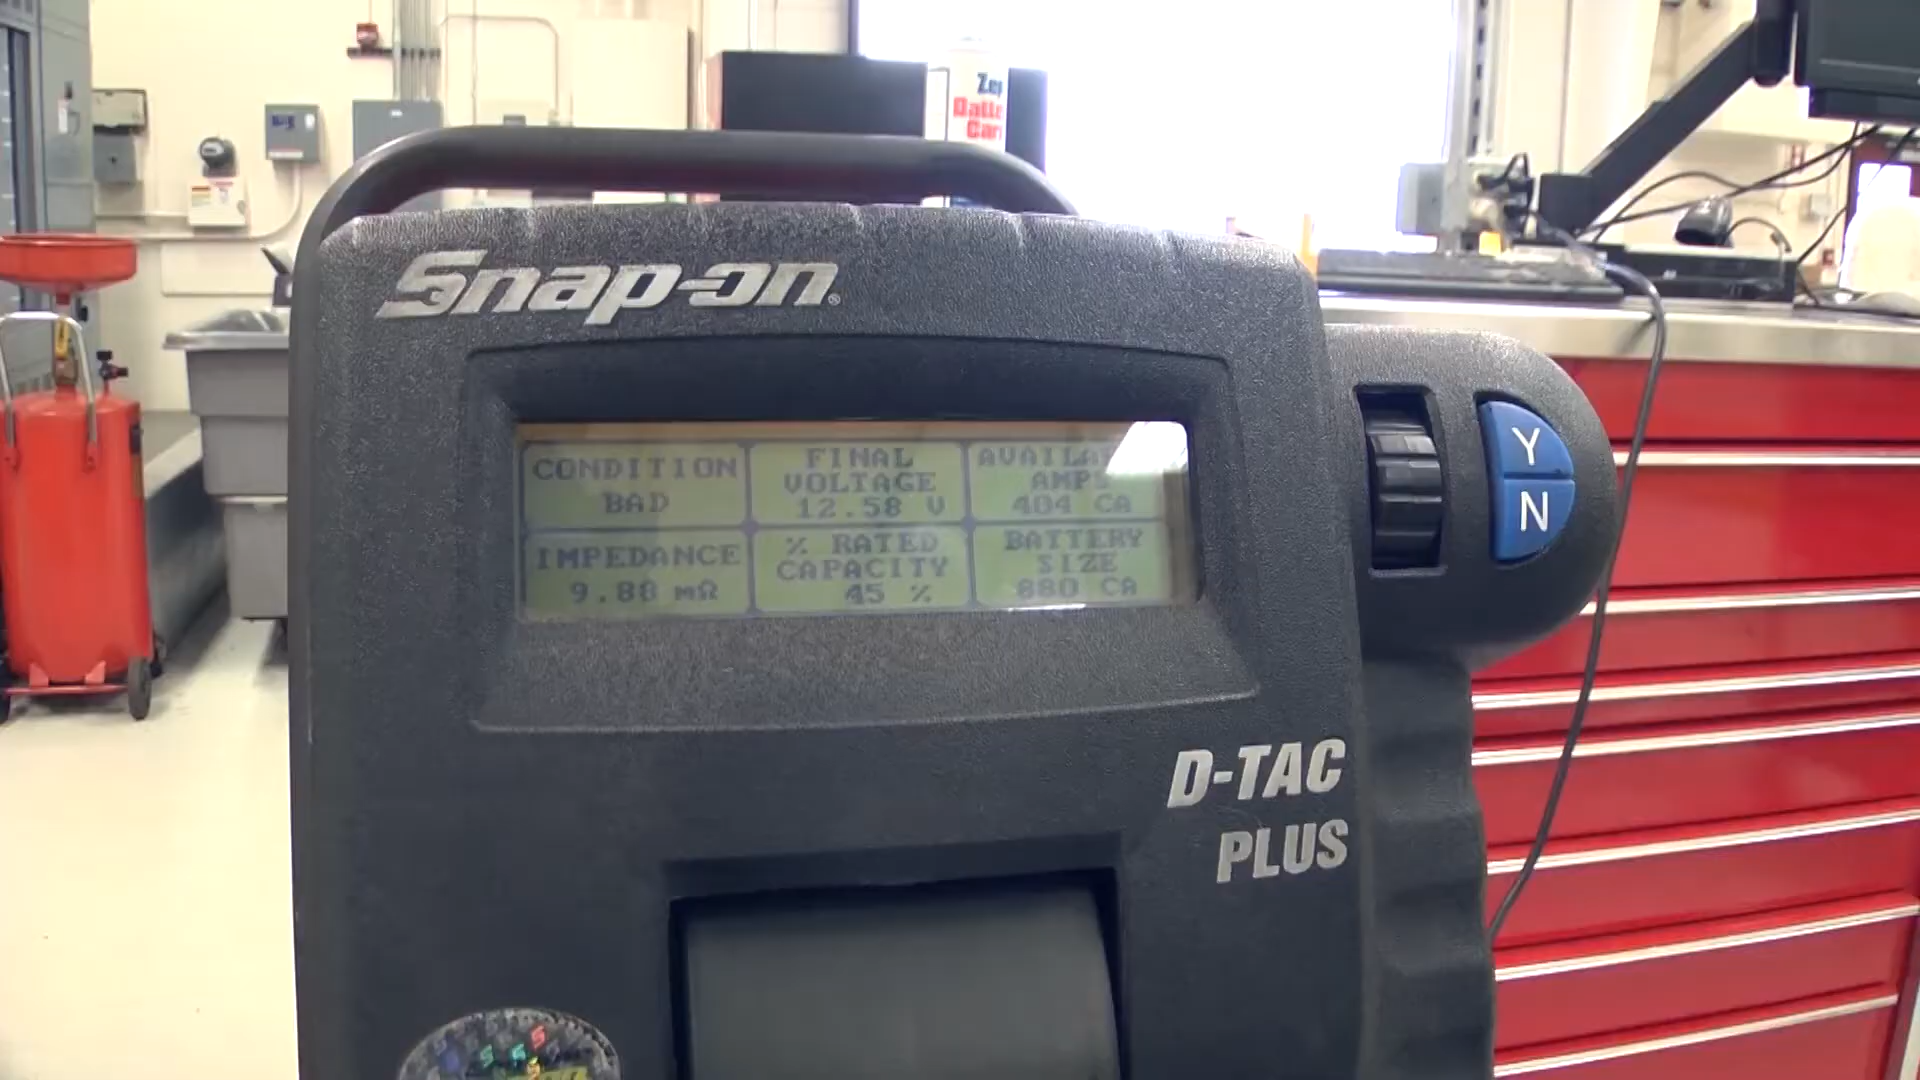 Snap-on®
CONDITION
BAD
FINAL
VOLTAGE
12.58 V
AMPS
404 CA
IMPEDANCE
9.88 mΩ
% RATED
CAPACITY
45 %
BATTERY
SIZE
880 CA
Y
N
D-TAC
PLUS